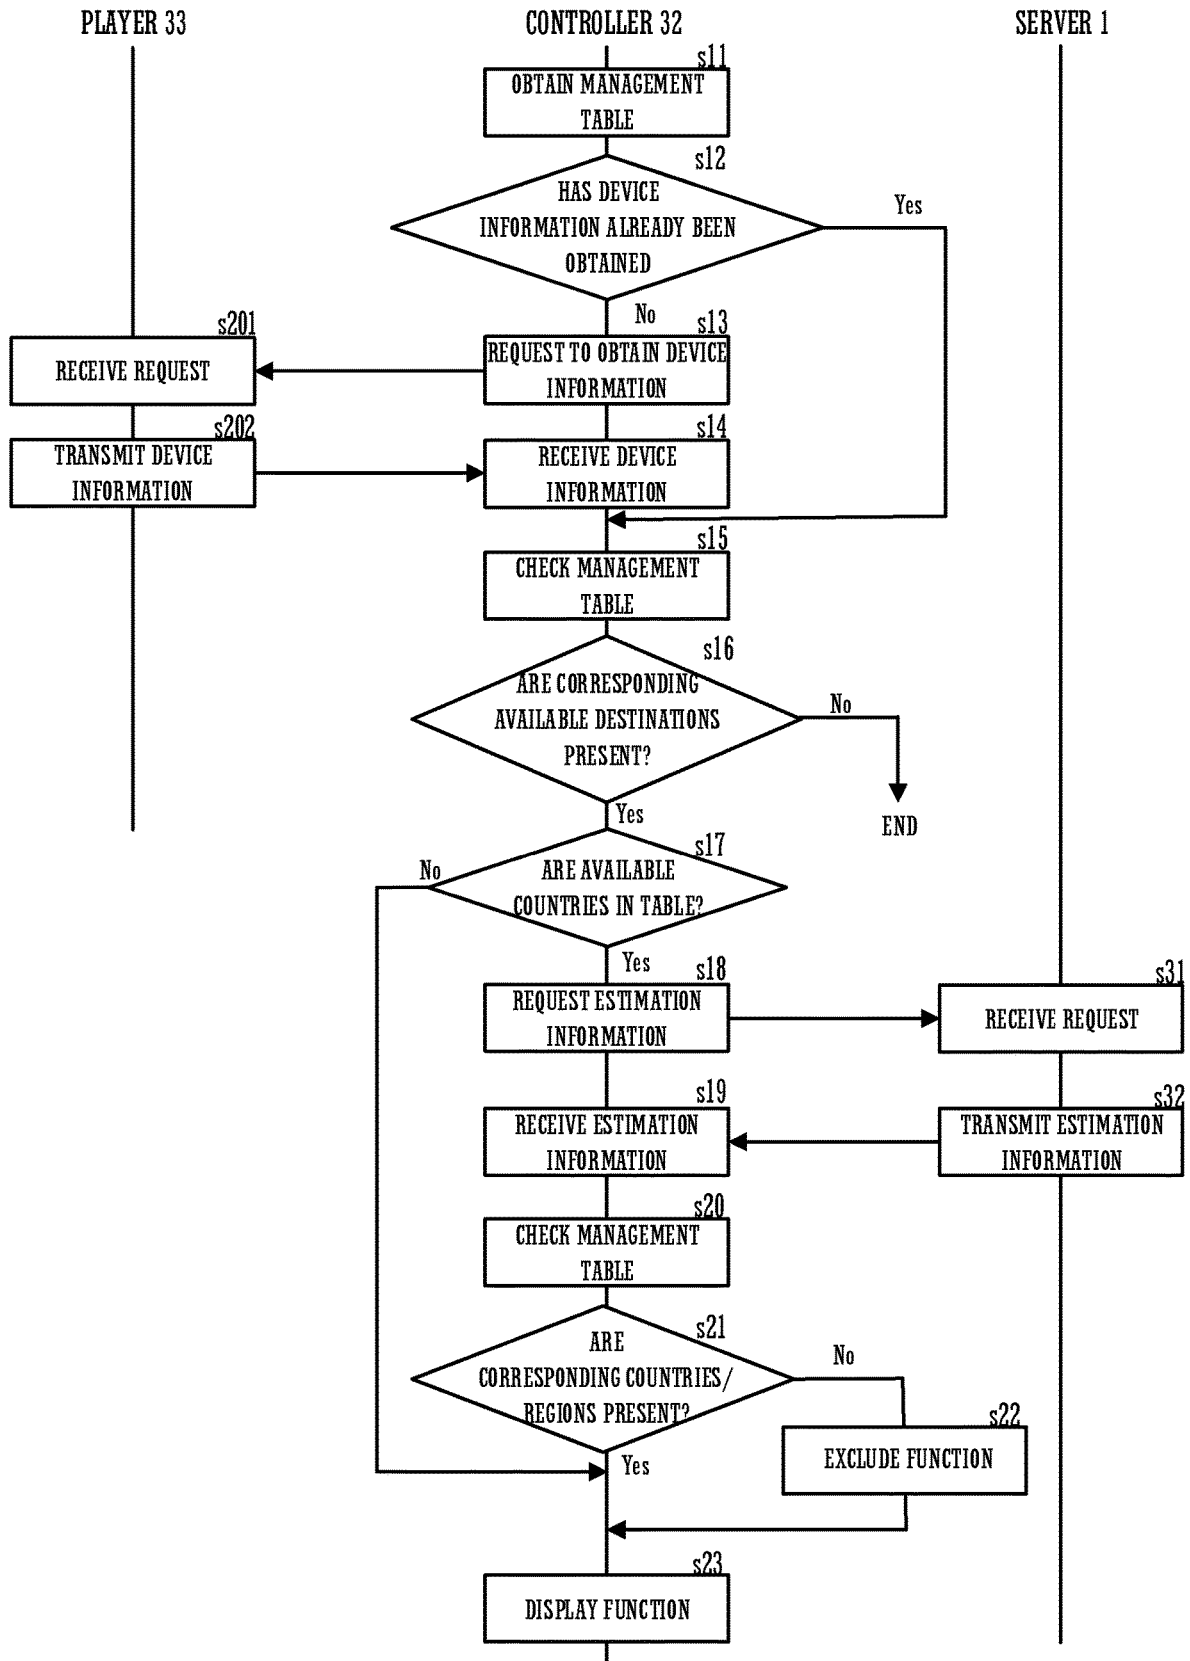 PLAYER 33
CONTROLLER 32
SERVER 1
s11
OBTAIN MANAGEMENT
TABLE
s12
HAS DEVICE
INFORMATION ALREADY BEEN
OBTAINED
Yes
No
s201
RECEIVE REQUEST
s13
REQUEST TO OBTAIN DEVICE
INFORMATION
s202
TRANSMIT DEVICE
INFORMATION
s14
RECEIVE DEVICE
INFORMATION
s15
CHECK MANAGEMENT
TABLE
s16
ARE CORRESPONDING
AVAILABLE DESTINATIONS
PRESENT?
No
END
Yes
s17
No
ARE AVAILABLE
COUNTRIES IN TABLE?
Yes
s18
REQUEST ESTIMATION
INFORMATION
s31
RECEIVE REQUEST
s19
RECEIVE ESTIMATION
INFORMATION
s32
TRANSMIT ESTIMATION
INFORMATION
s20
CHECK MANAGEMENT
TABLE
s21
ARE
CORRESPONDING COUNTRIES/
REGIONS PRESENT?
No
s22
EXCLUDE FUNCTION
Yes
s23
DISPLAY FUNCTION